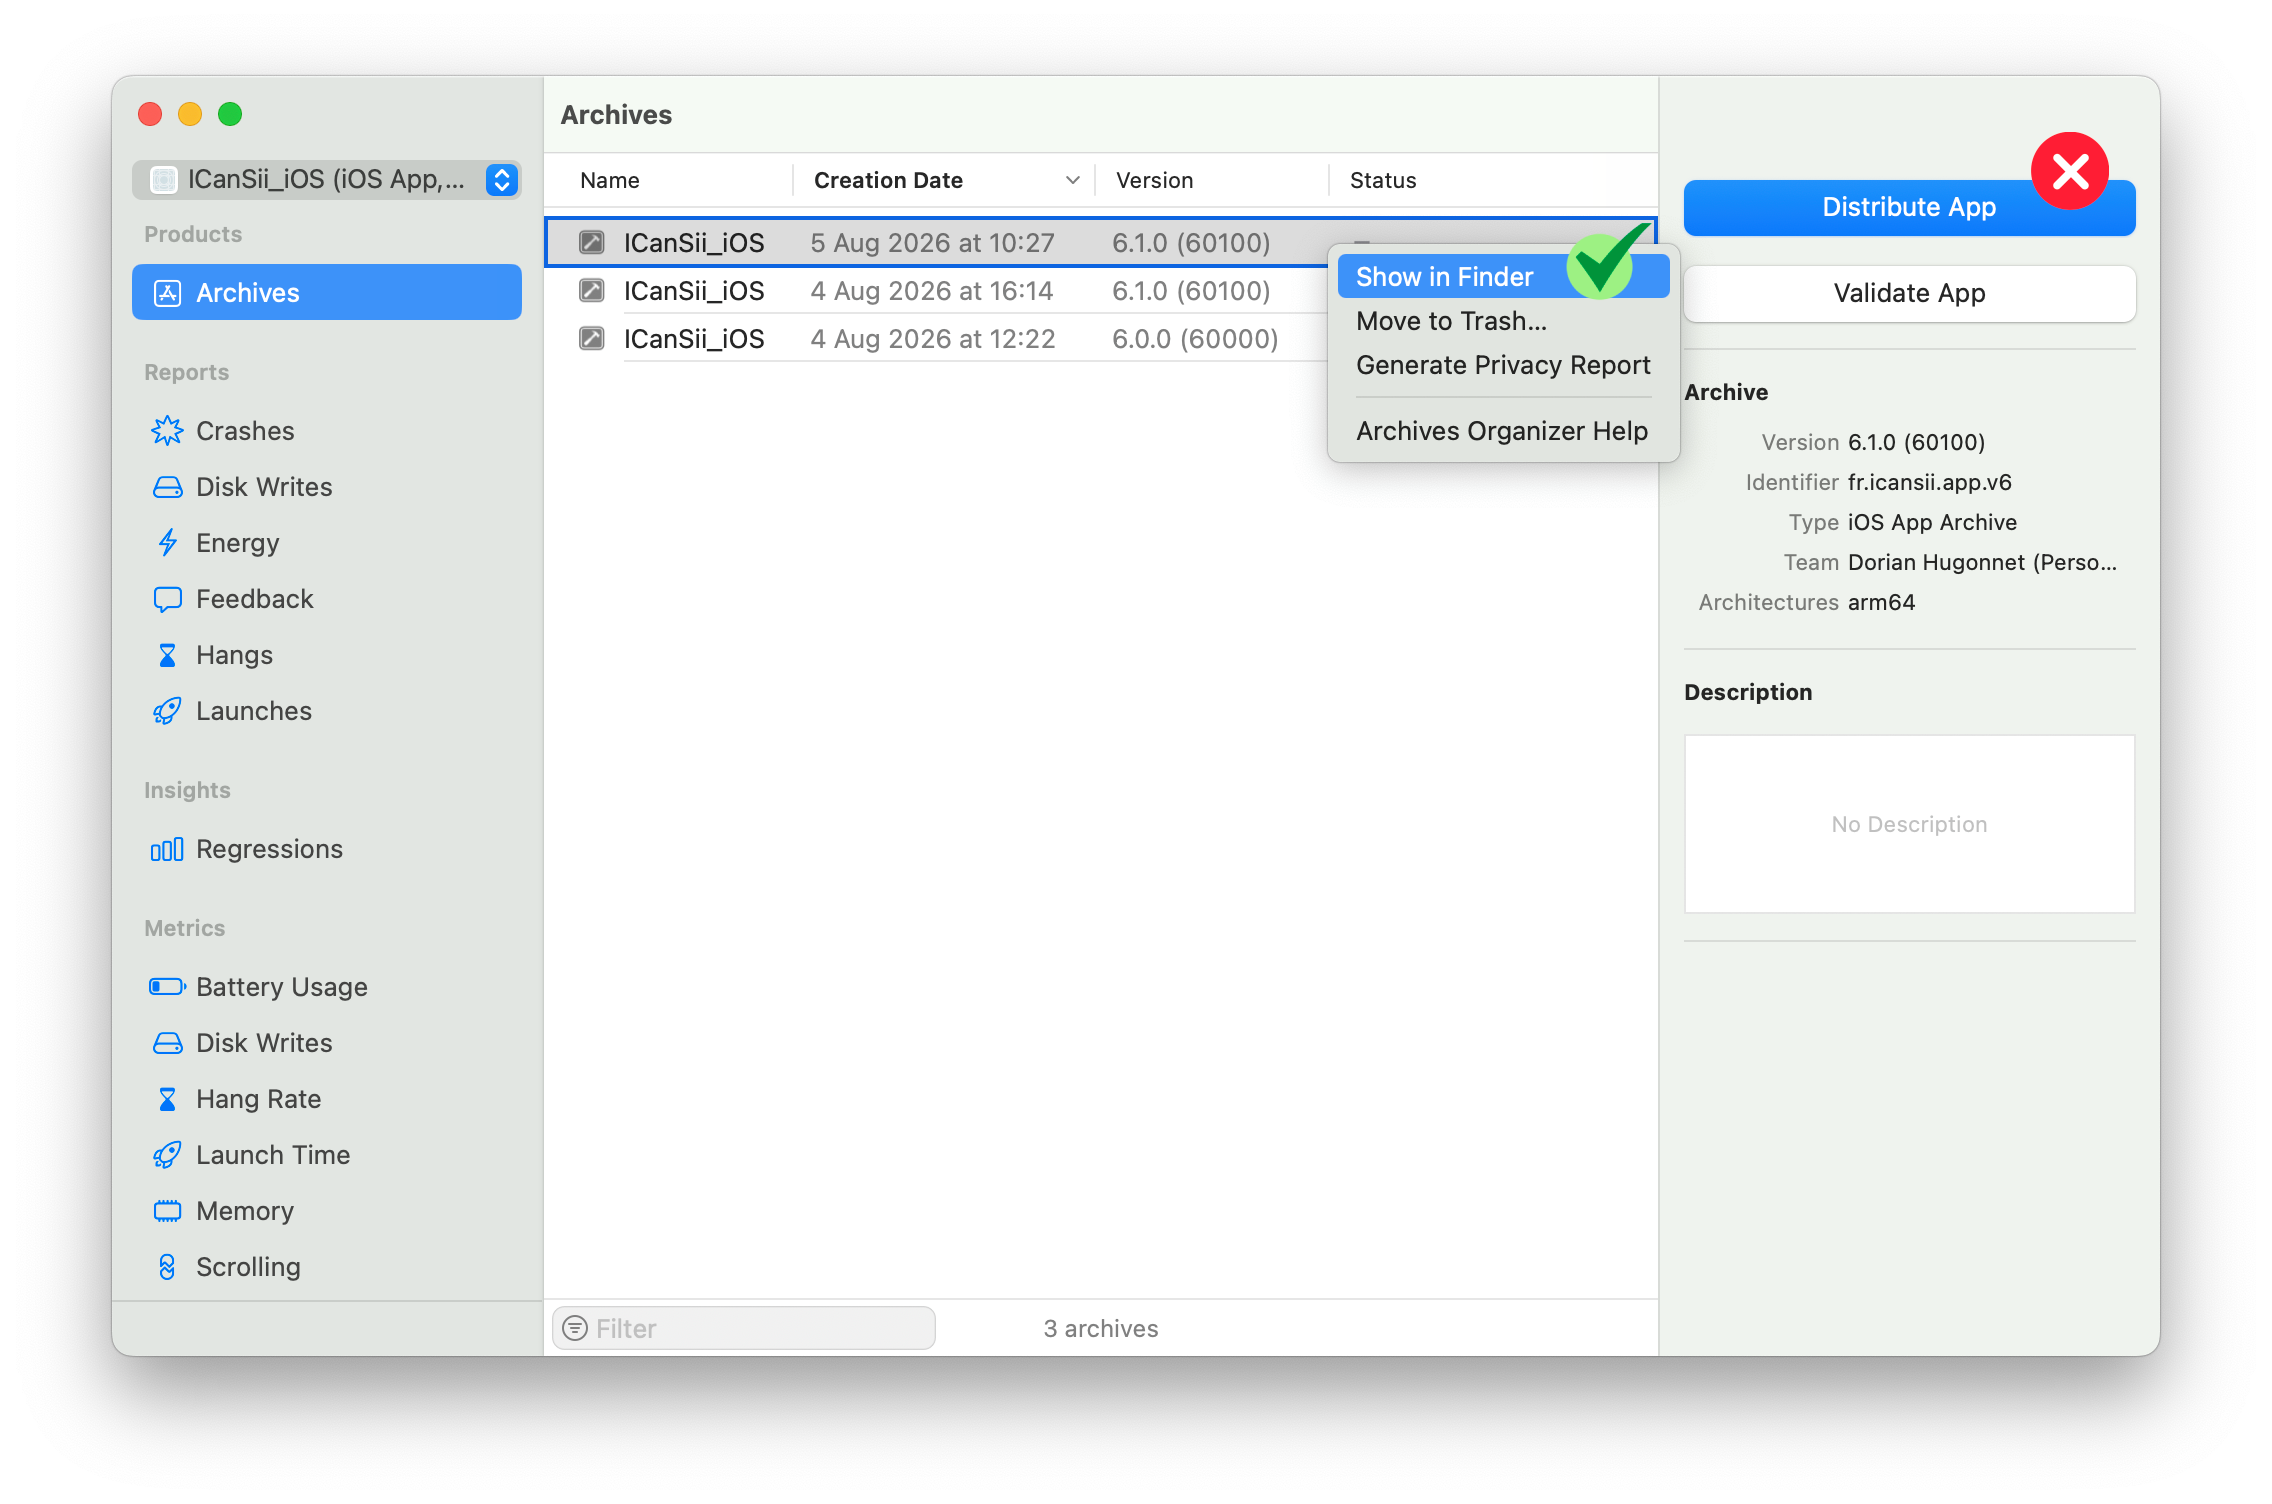 ICanSii_iOS (iOS App,...
Products
Archives
Reports
Crashes
Disk Writes
Energy
Feedback
Hangs
Launches
Insights
Regressions
Metrics
Battery Usage
Disk Writes
Hang Rate
Launch Time
Memory
Scrolling
Archives
Name Creation Date Version Status
ICanSii_iOS 5 Aug 2026 at 10:27 6.1.0 (60100) –
ICanSii_iOS 4 Aug 2026 at 16:14 6.1.0 (60100)
ICanSii_iOS 4 Aug 2026 at 12:22 6.0.0 (60000)
Show in Finder
Move to Trash...
Generate Privacy Report
Archives Organizer Help
Filter
3 archives
Distribute App
Validate App
Archive
Version 6.1.0 (60100)
Identifier fr.icansii.app.v6
Type iOS App Archive
Team Dorian Hugonnet (Perso...
Architectures arm64
Description
No Description